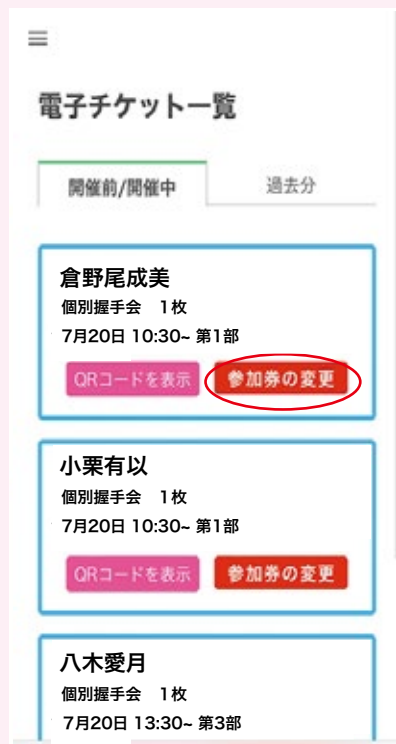 電子チケット一覧
開催前/開催中
過去分
倉野尾成美
個別握手会　1枚
7月20日 10:30~ 第1部
QRコードを表示
参加券の変更
小栗有以
個別握手会　1枚
7月20日 10:30~ 第1部
QRコードを表示
参加券の変更
八木愛月
個別握手会　1枚
7月20日 13:30~ 第3部